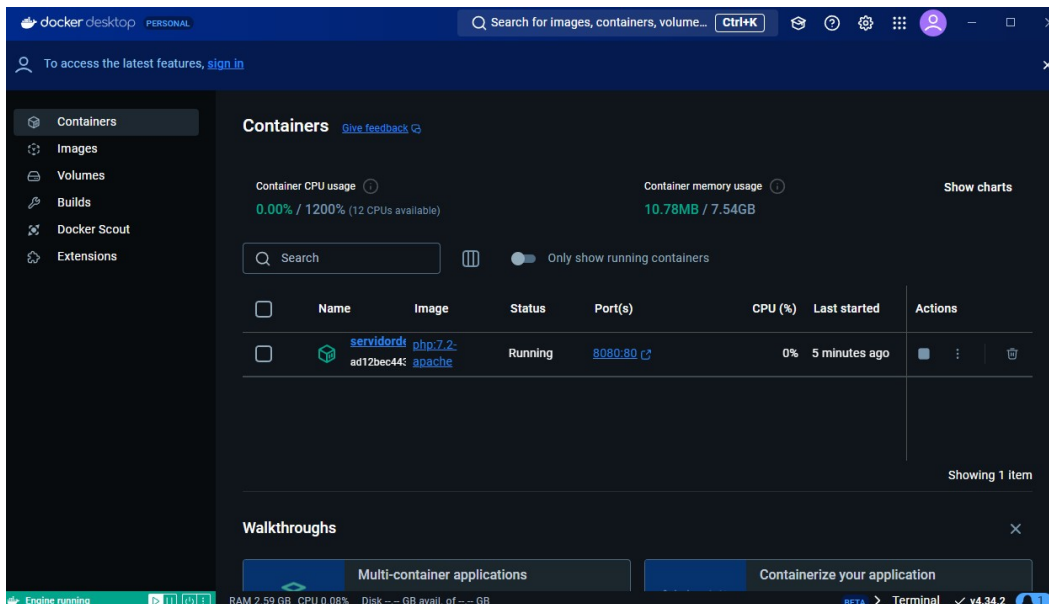 docker desktop PERSONAL
Search for images, containers, volume... Ctrl+K
To access the latest features, sign in
Containers
Images
Volumes
Builds
Docker Scout
Extensions
Containers Give feedback
Container CPU usage
0.00% / 1200% (12 CPUs available)
Container memory usage
10.78MB / 7.54GB
Show charts
Search
Only show running containers
Name Image Status Port(s) CPU (%) Last started Actions
servidorde php:7.2-
ad12bec443 apache
Running 8080:80 0% 5 minutes ago
Showing 1 item
Walkthroughs
Multi-container applications
Containerize your application
Engine running
RAM 2.59 GB CPU 0.08% Disk -.-- GB avail. of -.-- GB
BETA Terminal v4.34.2 1